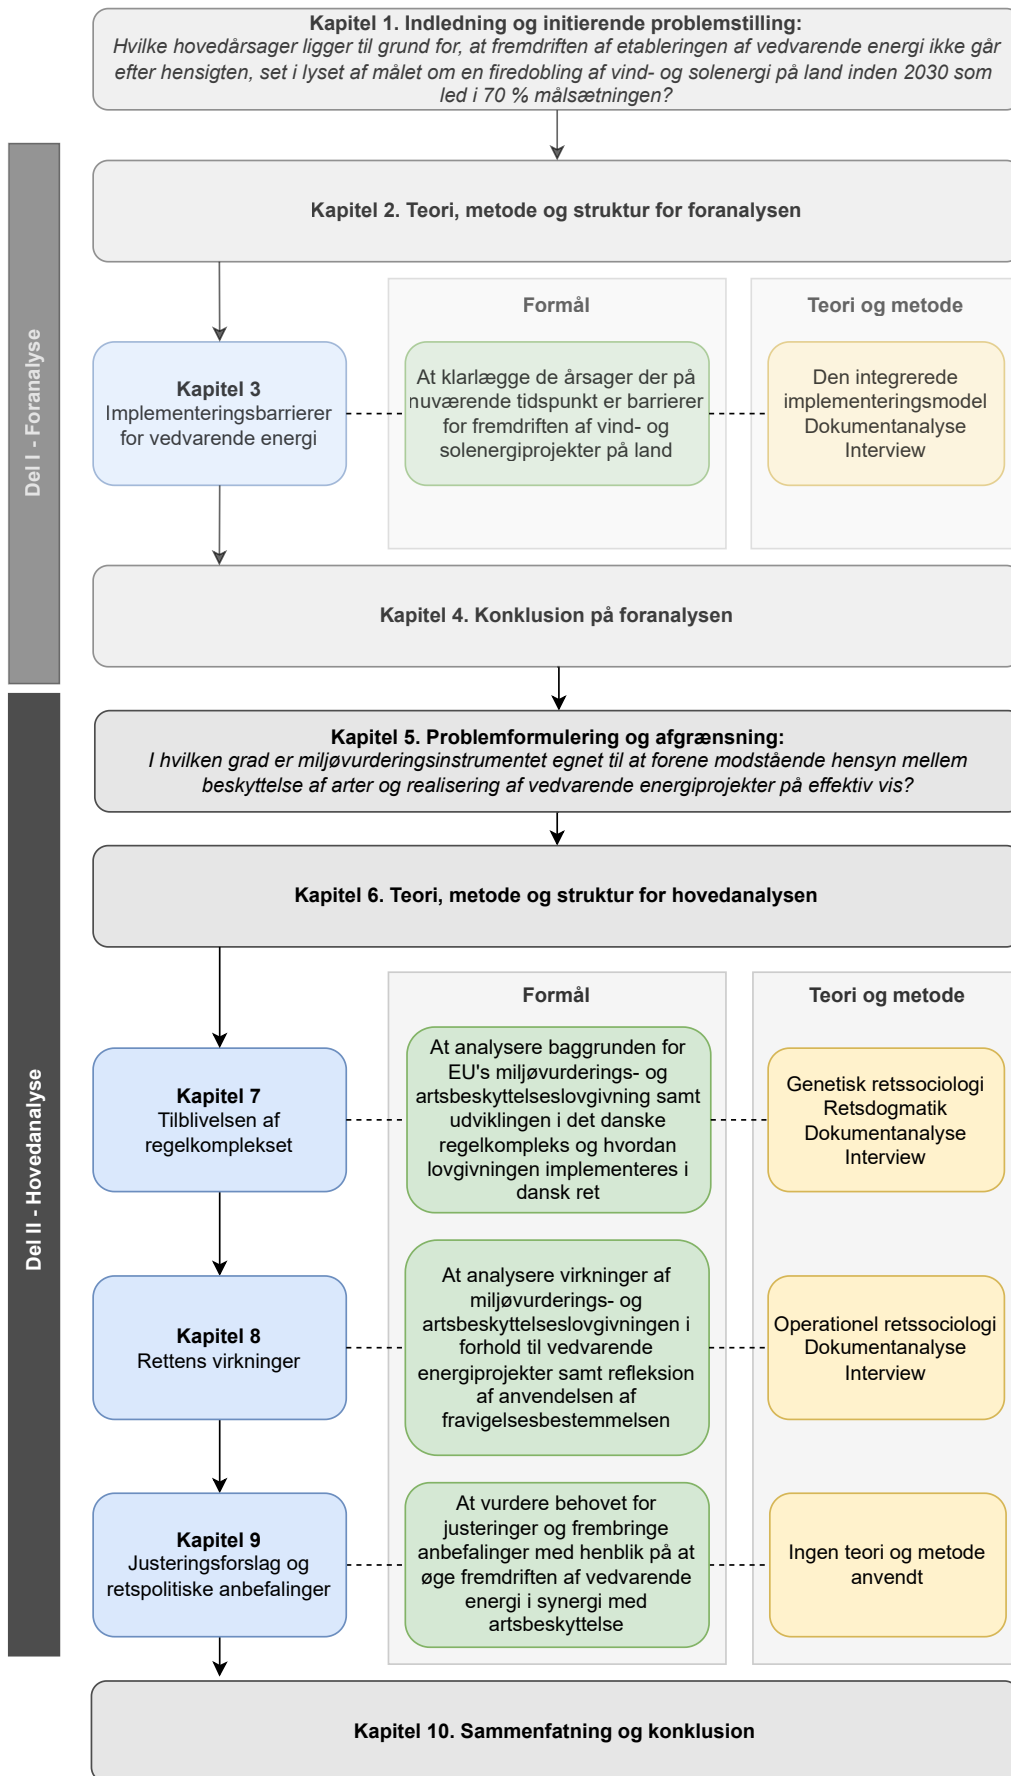 Kapitel 1. Indledning og initierende problemstilling:
Hvilke hovedårsager ligger til grund for, at fremdriften af etableringen af vedvarende energi ikke går
efter hensigten, set i lyset af målet om en firedobling af vind- og solenergi på land inden 2030 som
led i 70 % målsætningen?
Del I - Foranalyse
Kapitel 2. Teori, metode og struktur for foranalysen
Formål
Teori og metode
Kapitel 3
Implementeringsbarrierer
for vedvarende energi
At klarlægge de årsager der på
nuværende tidspunkt er barrierer
for fremdriften af vind- og
solenergiprojekter på land
Den integrerede
implementeringsmodel
Dokumentanalyse
Interview
Kapitel 4. Konklusion på foranalysen
Del II - Hovedanalyse
Kapitel 5. Problemformulering og afgrænsning:
I hvilken grad er miljøvurderingsinstrumentet egnet til at forene modstående hensyn mellem
beskyttelse af arter og realisering af vedvarende energiprojekter på effektiv vis?
Kapitel 6. Teori, metode og struktur for hovedanalysen
Formål
Teori og metode
Kapitel 7
Tilblivelsen af
regelkomplekset
At analysere baggrunden for
EU's miljøvurderings- og
artsbeskyttelseslovgivning samt
udviklingen i det danske
regelkompleks og hvordan
lovgivningen implementeres i
dansk ret
Genetisk retssociologi
Retsdogmatik
Dokumentanalyse
Interview
Kapitel 8
Rettens virkninger
At analysere virkninger af
miljøvurderings- og
artsbeskyttelseslovgivningen i
forhold til vedvarende
energiprojekter samt refleksion
af anvendelsen af
fravigelsesbestemmelsen
Operationel retssociologi
Dokumentanalyse
Interview
Kapitel 9
Justeringsforslag og
retspolitiske anbefalinger
At vurdere behovet for
justeringer og frembringe
anbefalinger med henblik på at
øge fremdriften af vedvarende
energi i synergi med
artsbeskyttelse
Ingen teori og metode
anvendt
Kapitel 10. Sammenfatning og konklusion